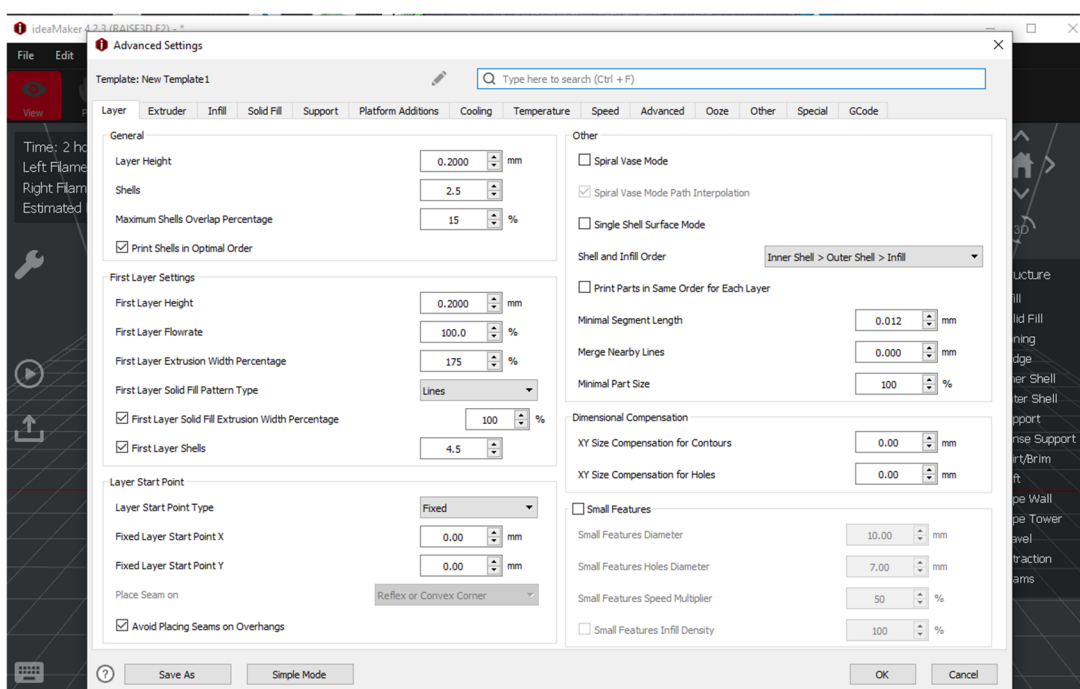 ideaMaker 4.2.3 (RAISE3D E2) - *
File Edit
Advanced Settings
Template: New Template1
Type here to search (Ctrl + F)
View
Layer Extruder Infill Solid Fill Support Platform Additions Cooling Temperature Speed Advanced Ooze Other Special GCode
Time: 2 ho
Left Filame
Right Filam
Estimated
General
Layer Height 0.2000 mm
Shells 2.5
Maximum Shells Overlap Percentage 15 %
Print Shells in Optimal Order
First Layer Settings
First Layer Height 0.2000 mm
First Layer Flowrate 100.0 %
First Layer Extrusion Width Percentage 175 %
First Layer Solid Fill Pattern Type Lines
First Layer Solid Fill Extrusion Width Percentage 100 %
First Layer Shells 4.5
Layer Start Point
Layer Start Point Type Fixed
Fixed Layer Start Point X 0.00 mm
Fixed Layer Start Point Y 0.00 mm
Place Seam on Reflex or Convex Corner
Avoid Placing Seams on Overhangs
Other
Spiral Vase Mode
Spiral Vase Mode Path Interpolation
Single Shell Surface Mode
Shell and Infill Order Inner Shell > Outer Shell > Infill
Print Parts in Same Order for Each Layer
Minimal Segment Length 0.012 mm
Merge Nearby Lines 0.000 mm
Minimal Part Size 100 %
Dimensional Compensation
XY Size Compensation for Contours 0.00 mm
XY Size Compensation for Holes 0.00 mm
Small Features
Small Features Diameter 10.00 mm
Small Features Holes Diameter 7.00 mm
Small Features Speed Multiplier 50 %
Small Features Infill Density 100 %
3D
ucture
ill
lid Fill
ning
dge
ner Shell
ter Shell
pport
nse Support
irt/Brim
ft
pe Wall
pe Tower
avel
traction
ams
? Save As Simple Mode OK Cancel